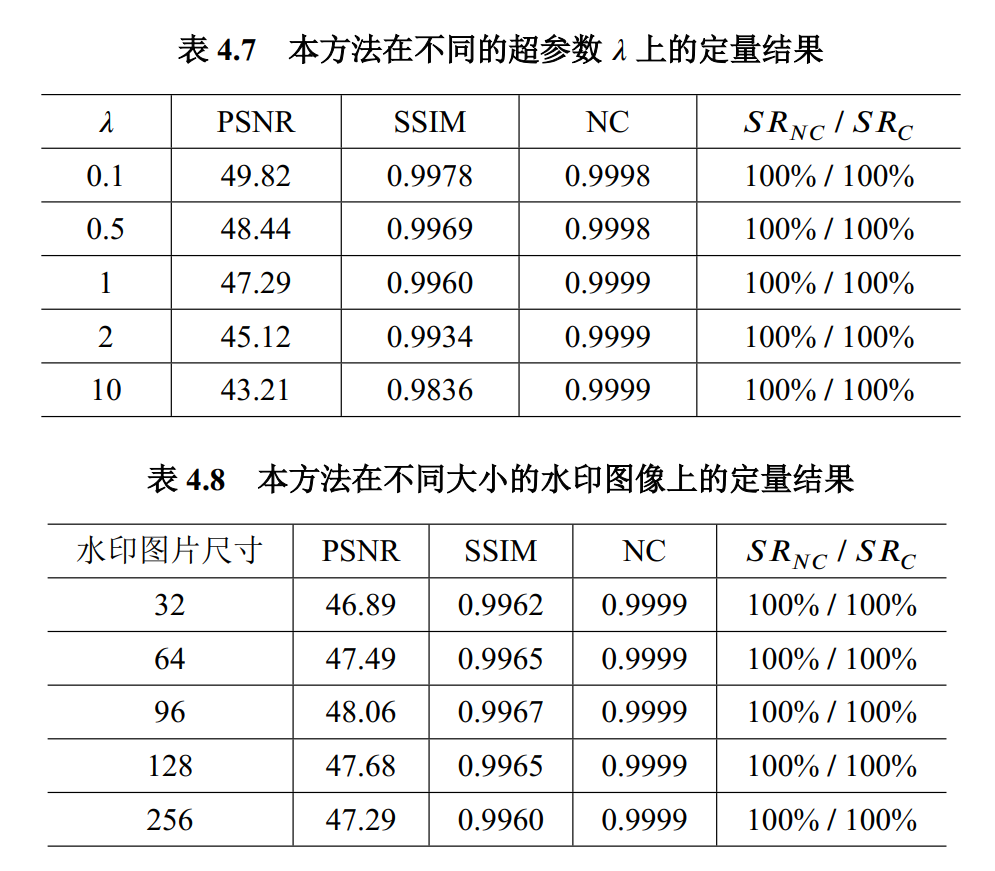 表 4.7 本方法在不同的超参数 λ 上的定量结果
λ PSNR SSIM NC SR_NC / SR_C
0.1 49.82 0.9978 0.9998 100% / 100%
0.5 48.44 0.9969 0.9998 100% / 100%
1 47.29 0.9960 0.9999 100% / 100%
2 45.12 0.9934 0.9999 100% / 100%
10 43.21 0.9836 0.9999 100% / 100%
表 4.8 本方法在不同大小的水印图像上的定量结果
水印图片尺寸 PSNR SSIM NC SR_NC / SR_C
32 46.89 0.9962 0.9999 100% / 100%
64 47.49 0.9965 0.9999 100% / 100%
96 48.06 0.9967 0.9999 100% / 100%
128 47.68 0.9965 0.9999 100% / 100%
256 47.29 0.9960 0.9999 100% / 100%